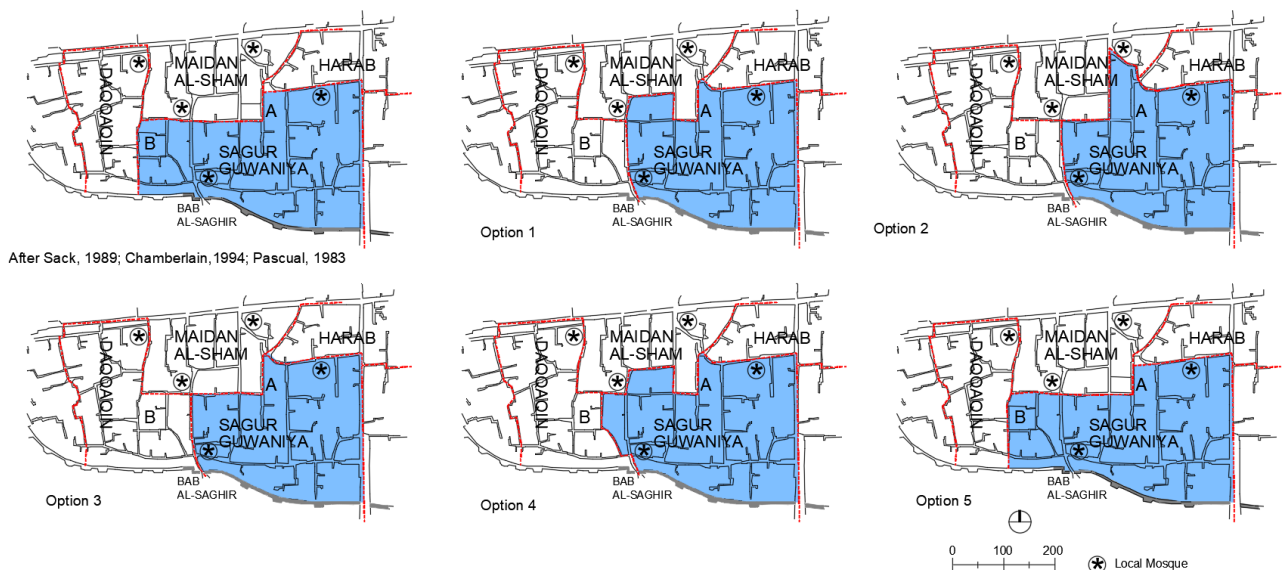 MAIDAN
AL-SHAM
HARAB
DAQQAQIN
A
B
SAGUR
GUWANIYA
BAB
AL-SAGHIR
After Sack, 1989; Chamberlain,1994; Pascual, 1983
MAIDAN
AL-SHAM
HARAB
DAQQAQIN
A
B
SAGUR
GUWANIYA
BAB
AL-SAGHIR
Option 1
MAIDAN
AL-SHAM
HARAB
DAQQAQIN
A
B
SAGUR
GUWANIYA
BAB
AL-SAGHIR
Option 2
MAIDAN
AL-SHAM
HARAB
DAQQAQIN
A
B
SAGUR
GUWANIYA
BAB
AL-SAGHIR
Option 3
MAIDAN
AL-SHAM
HARAB
DAQQAQIN
A
B
SAGUR
GUWANIYA
BAB
AL-SAGHIR
Option 4
MAIDAN
AL-SHAM
HARAB
DAQQAQIN
A
B
SAGUR
GUWANIYA
BAB
AL-SAGHIR
Option 5
0 100 200
Local Mosque